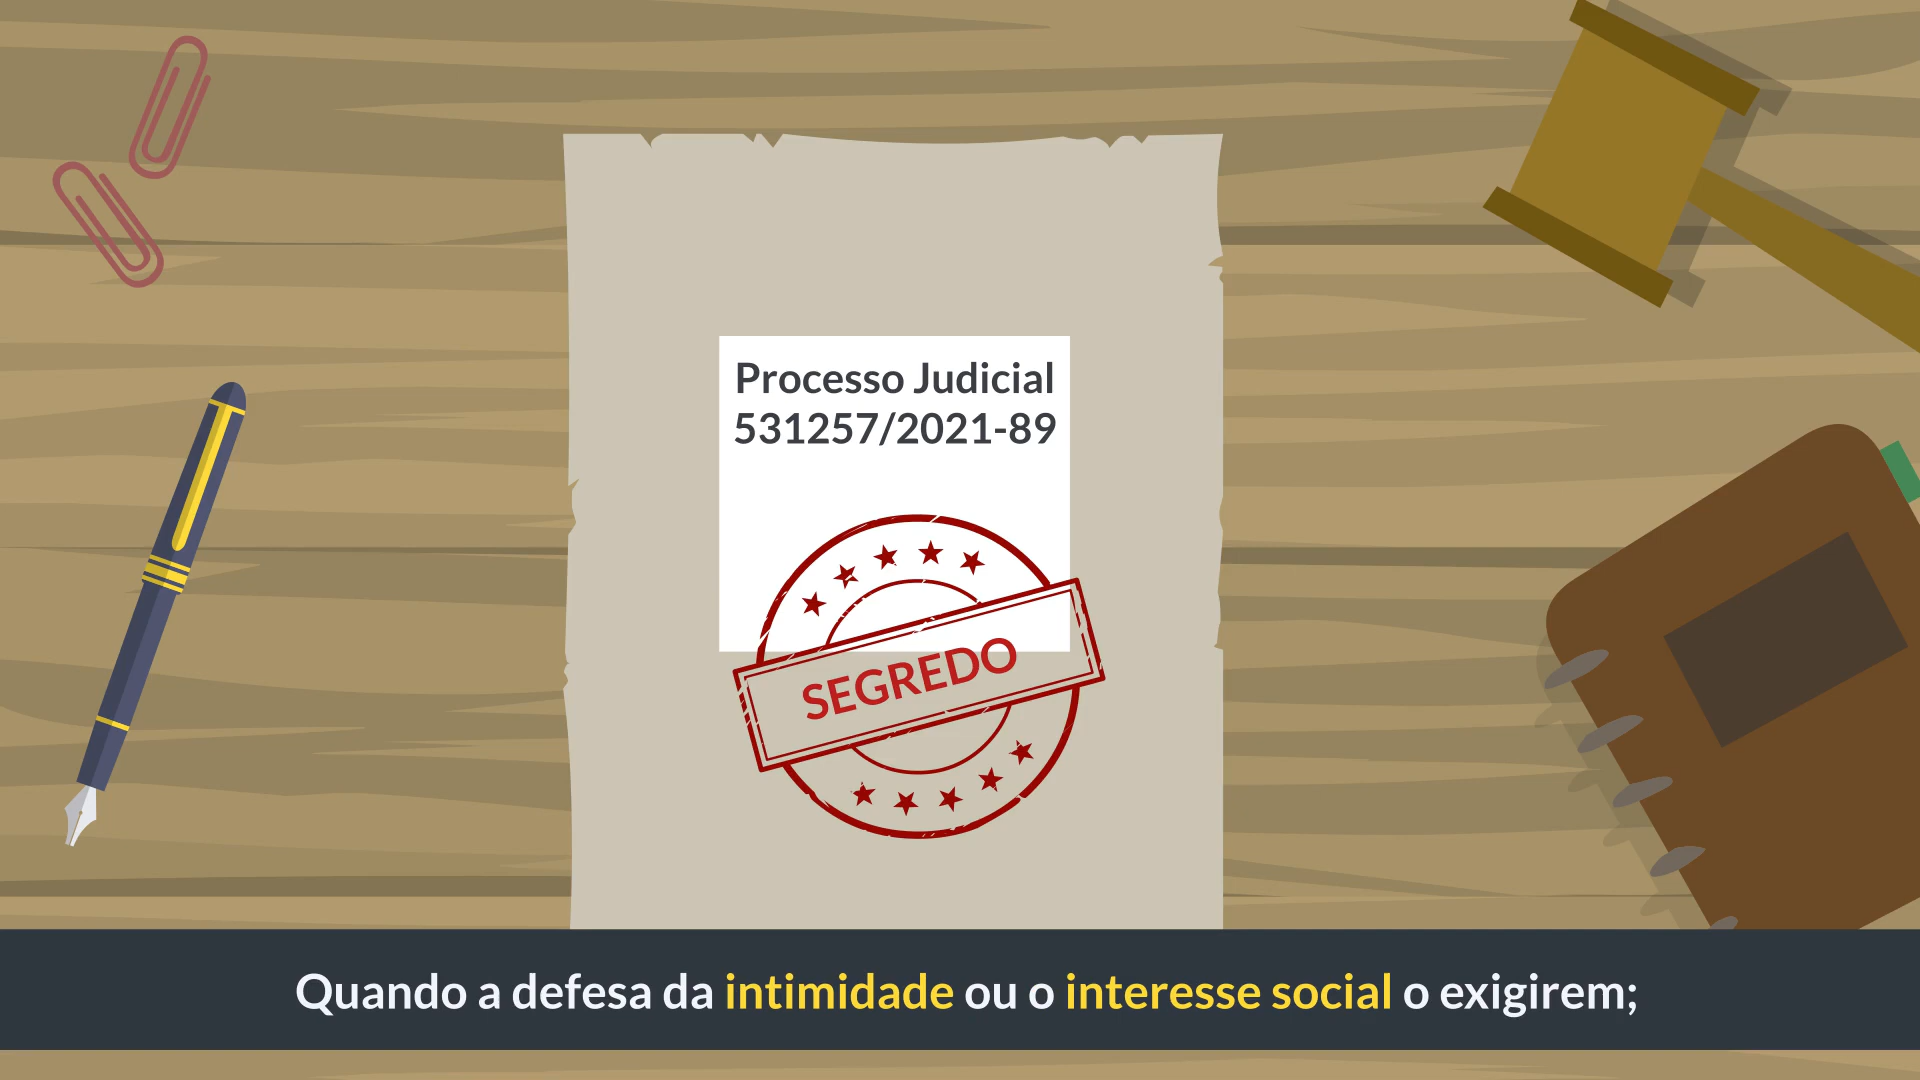 Processo Judicial
531257/2021-89
SEGREDO
Quando a defesa da intimidade ou o interesse social o exigirem;